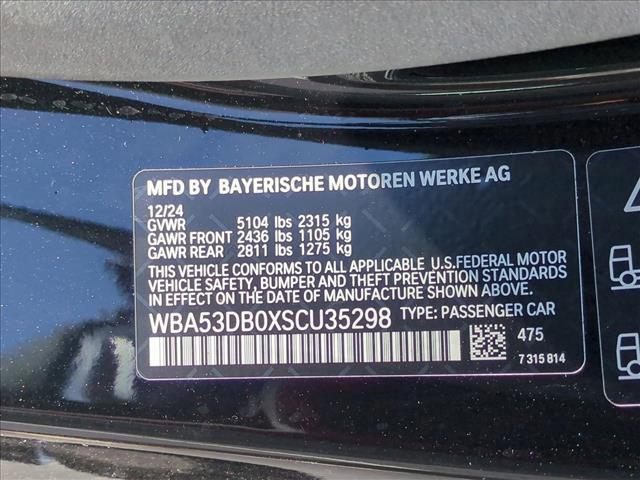 MFD BY BAYERISCHE MOTOREN WERKE AG
12/24
GVWR 5104 lbs 2315 kg
GAWR FRONT 2436 lbs 1105 kg
GAWR REAR 2811 lbs 1275 kg
THIS VEHICLE CONFORMS TO ALL APPLICABLE U.S.FEDERAL MOTOR
VEHICLE SAFETY, BUMPER AND THEFT PREVENTION STANDARDS
IN EFFECT ON THE DATE OF MANUFACTURE SHOWN ABOVE.
WBA53DB0XSCU35298 TYPE: PASSENGER CAR
475
7 315 814